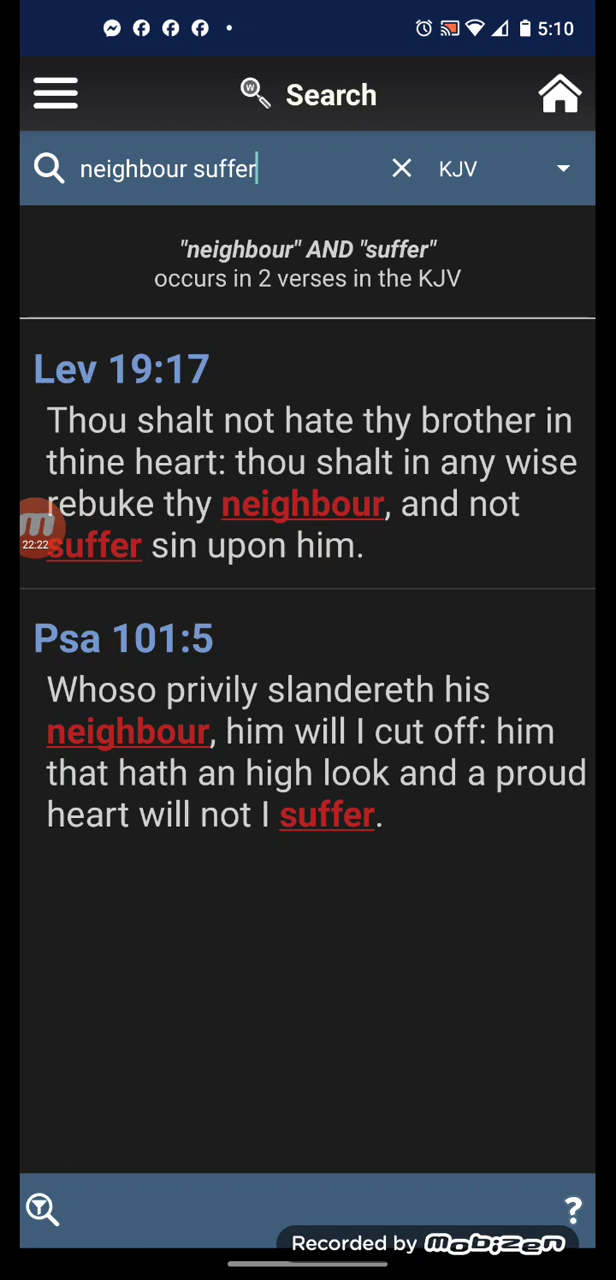 5:10
Search
neighbour suffer
KJV
"neighbour" AND "suffer"
occurs in 2 verses in the KJV
Lev 19:17
Thou shalt not hate thy brother in
thine heart: thou shalt in any wise
rebuke thy neighbour, and not
suffer sin upon him.
22:22
Psa 101:5
Whoso privily slandereth his
neighbour, him will I cut off: him
that hath an high look and a proud
heart will not I suffer.
?
Recorded by mobizen